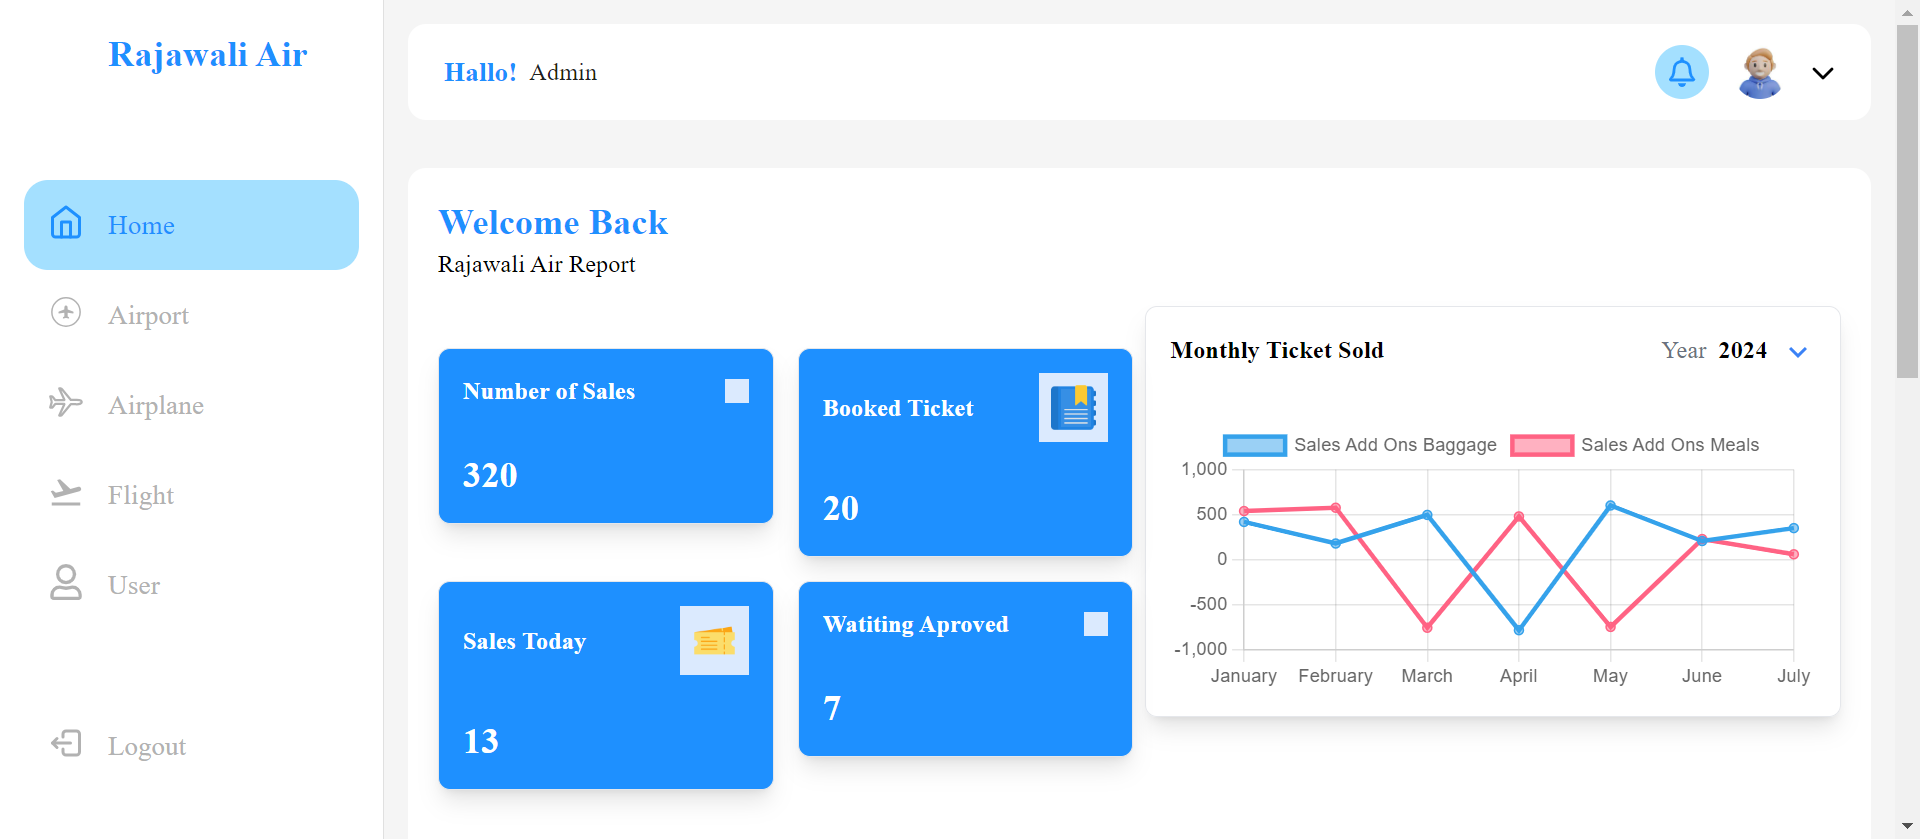 Rajawali Air
Home
Airport
Airplane
Flight
User
Logout
Hallo! Admin
Welcome Back
Rajawali Air Report
Number of Sales
320
Booked Ticket
20
Sales Today
13
Watiting Aproved
7
Monthly Ticket Sold
Year 2024
Sales Add Ons Baggage Sales Add Ons Meals
1,000
500
0
-500
-1,000
January February March April May June July